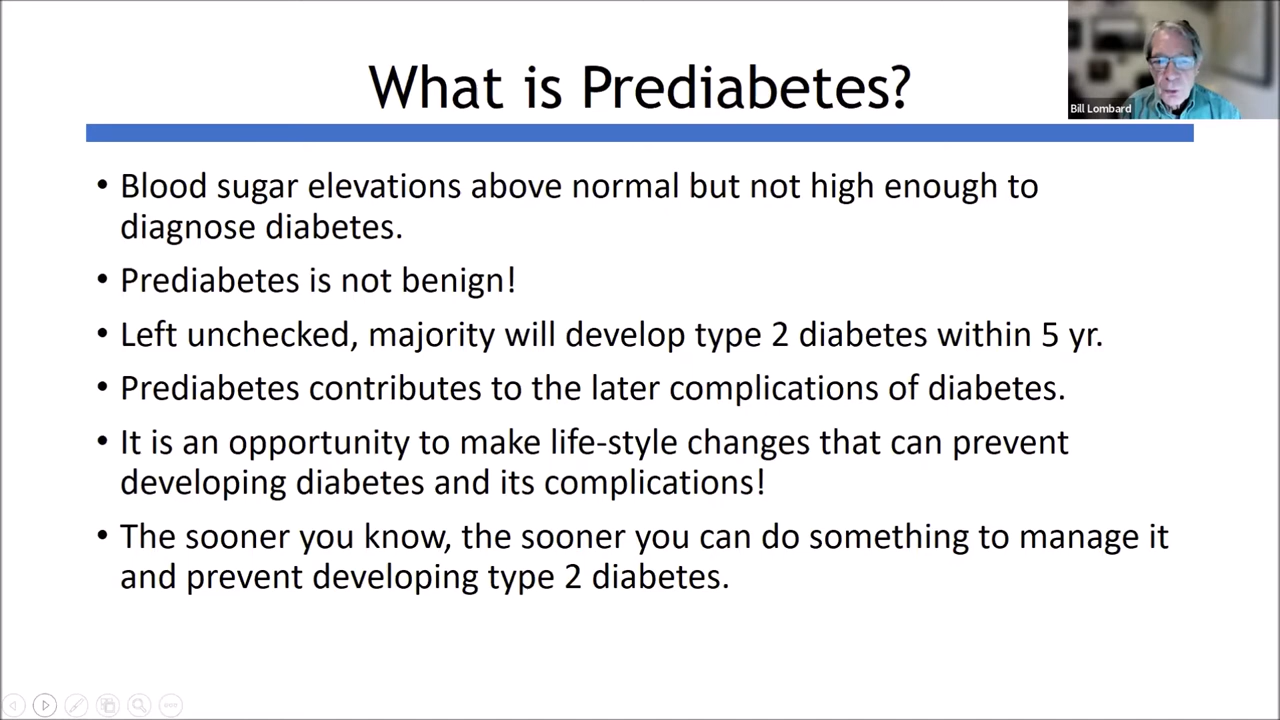 What is Prediabetes?
Bill Lombard
• Blood sugar elevations above normal but not high enough to
diagnose diabetes.
• Prediabetes is not benign!
• Left unchecked, majority will develop type 2 diabetes within 5 yr.
• Prediabetes contributes to the later complications of diabetes.
• It is an opportunity to make life-style changes that can prevent
developing diabetes and its complications!
• The sooner you know, the sooner you can do something to manage it
and prevent developing type 2 diabetes.